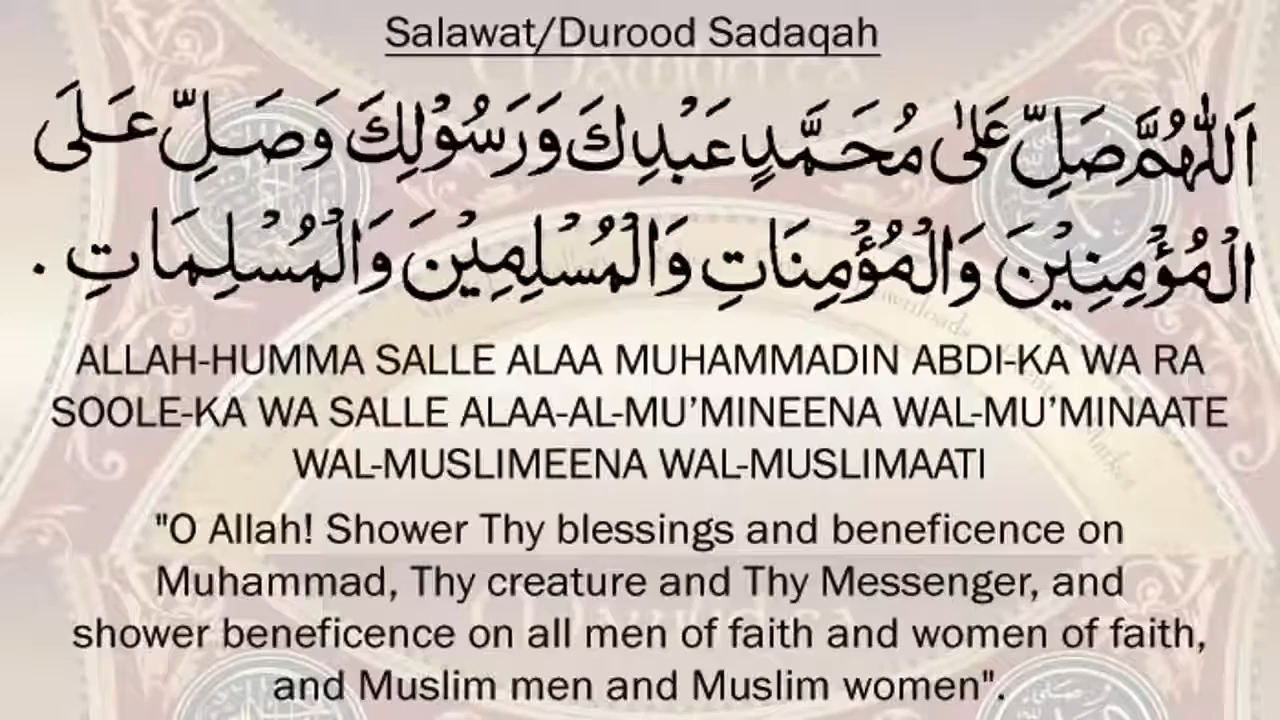 Salawat/Durood Sadaqah
اَللّٰهُمَّ صَلِّ عَلٰى مُحَمَّدٍ عَبْدِكَ وَرَسُوْلِكَ وَصَلِّ عَلَى
الْمُؤْمِنِيْنَ وَالْمُؤْمِنَاتِ وَالْمُسْلِمِيْنَ وَالْمُسْلِمَاتِ .
ALLAH-HUMMA SALLE ALAA MUHAMMADIN ABDI-KA WA RA
SOOLE-KA WA SALLE ALAA-AL-MU’MINEENA WAL-MU’MINAATE
WAL-MUSLIMEENA WAL-MUSLIMAATI
"O Allah! Shower Thy blessings and beneficence on
Muhammad, Thy creature and Thy Messenger, and
shower beneficence on all men of faith and women of faith,
and Muslim men and Muslim women".